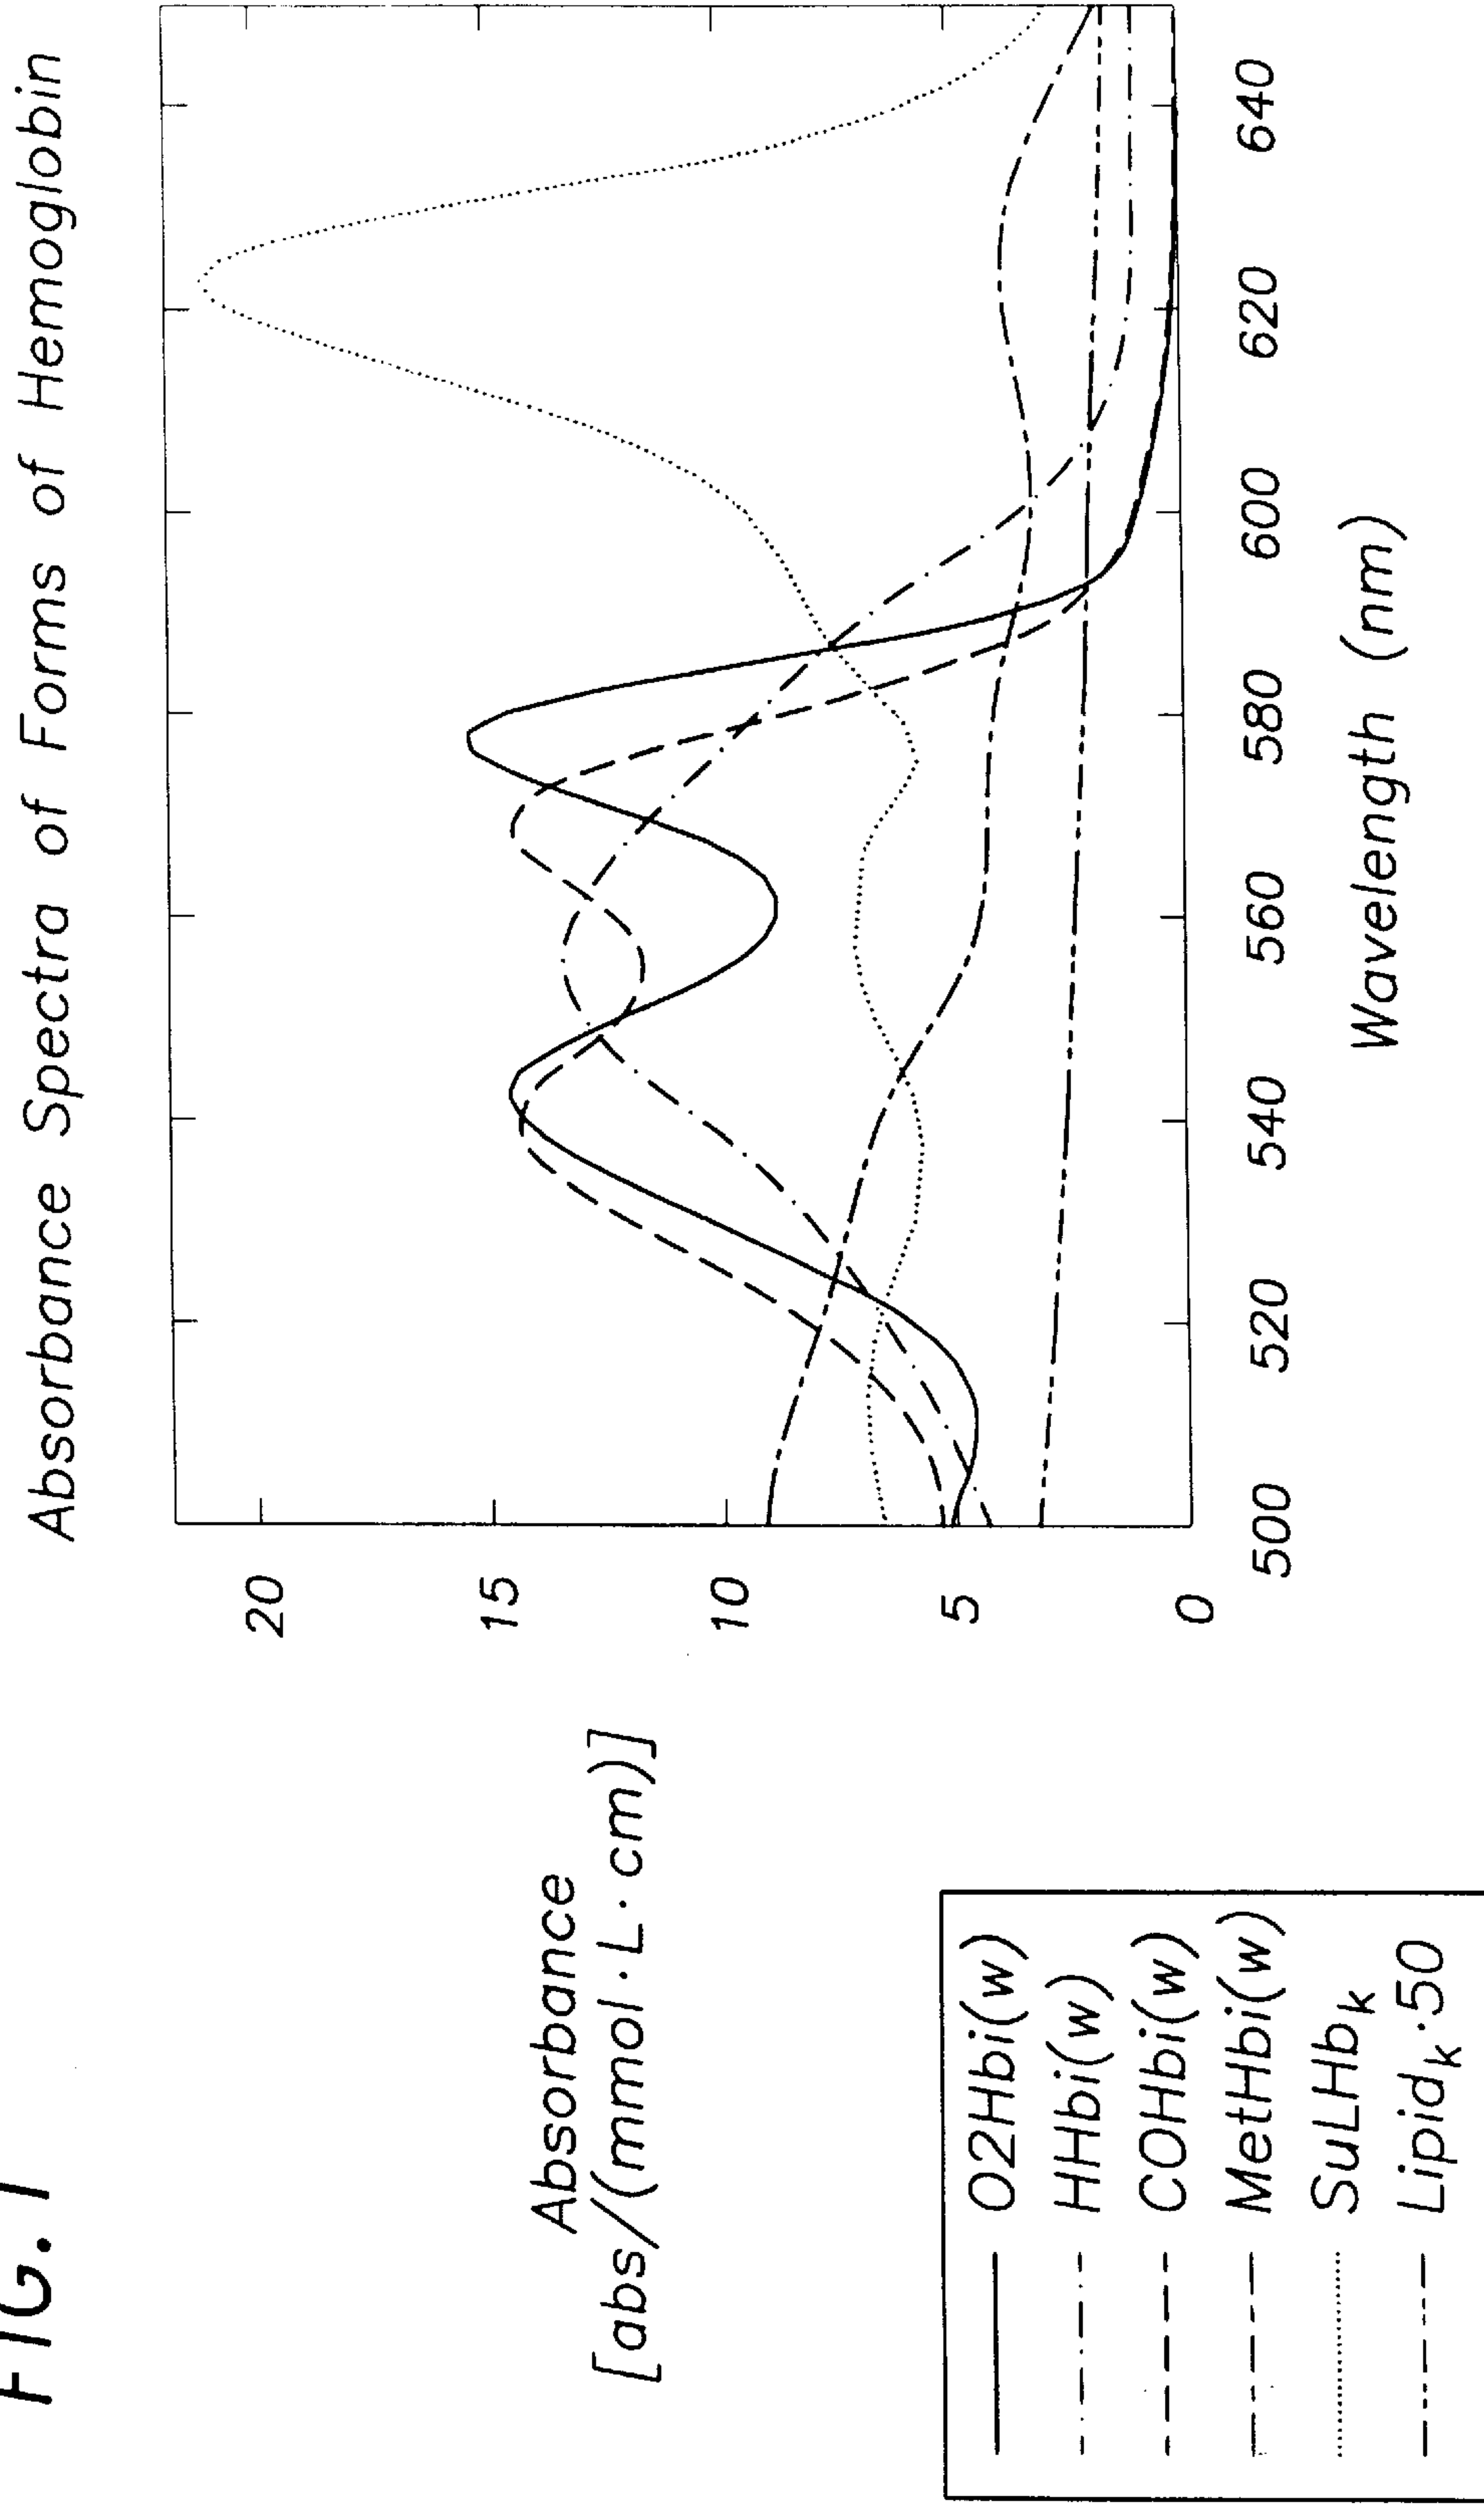 FIG. 1
Absorbance Spectra of Forms of Hemoglobin
Absorbance
[abs/(mmol·L·cm)]
20
15
10
5
0
500
520
540
560
580
600
620
640
Wavelength (nm)
O2Hbi(w)
HHbi(w)
COHbi(w)
MetHbi(w)
SuLHbk
Lipidk·50